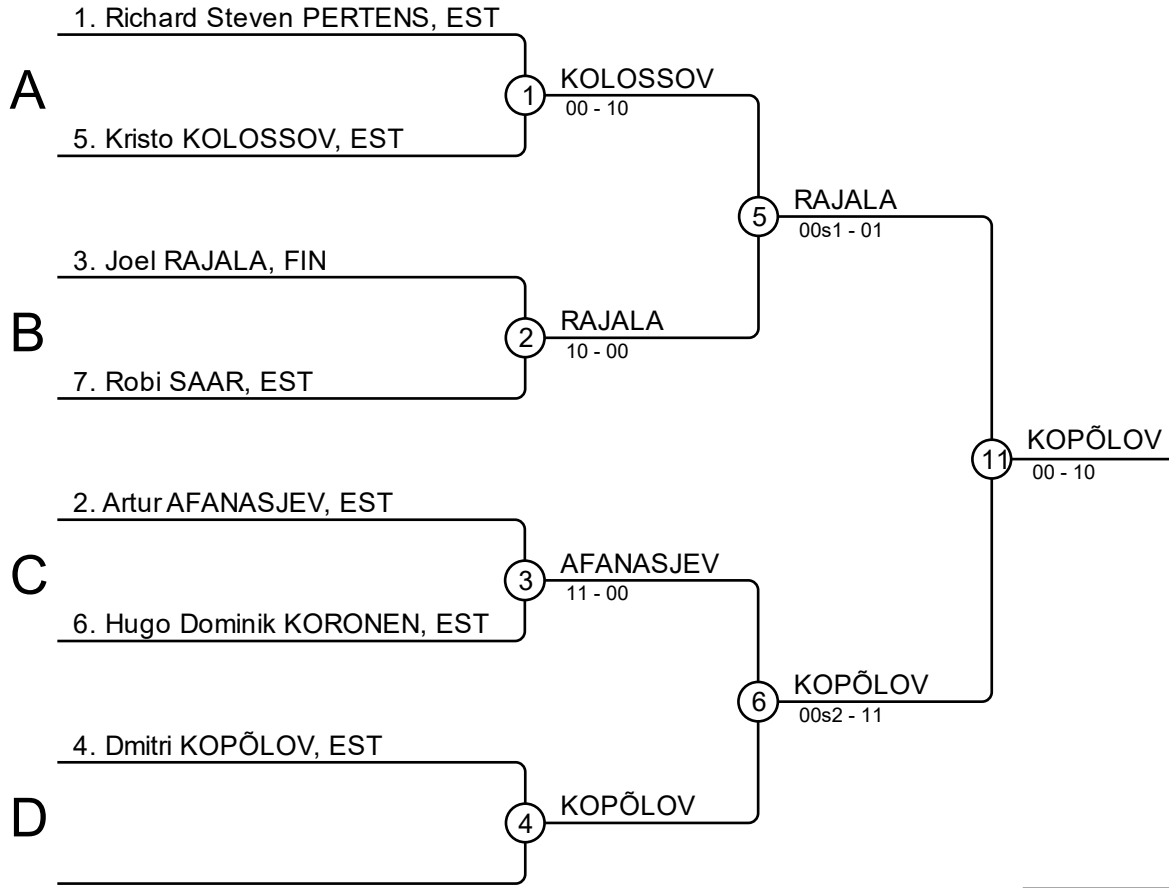 1. Richard Steven PERTENS, EST
A
1
KOLOSSOV
00 - 10
5. Kristo KOLOSSOV, EST
5
RAJALA
00s1 - 01
3. Joel RAJALA, FIN
B
2
RAJALA
10 - 00
7. Robi SAAR, EST
11
KOPÕLOV
00 - 10
2. Artur AFANASJEV, EST
C
3
AFANASJEV
11 - 00
6. Hugo Dominik KORONEN, EST
6
KOPÕLOV
00s2 - 11
4. Dmitri KOPÕLOV, EST
D
4
KOPÕLOV